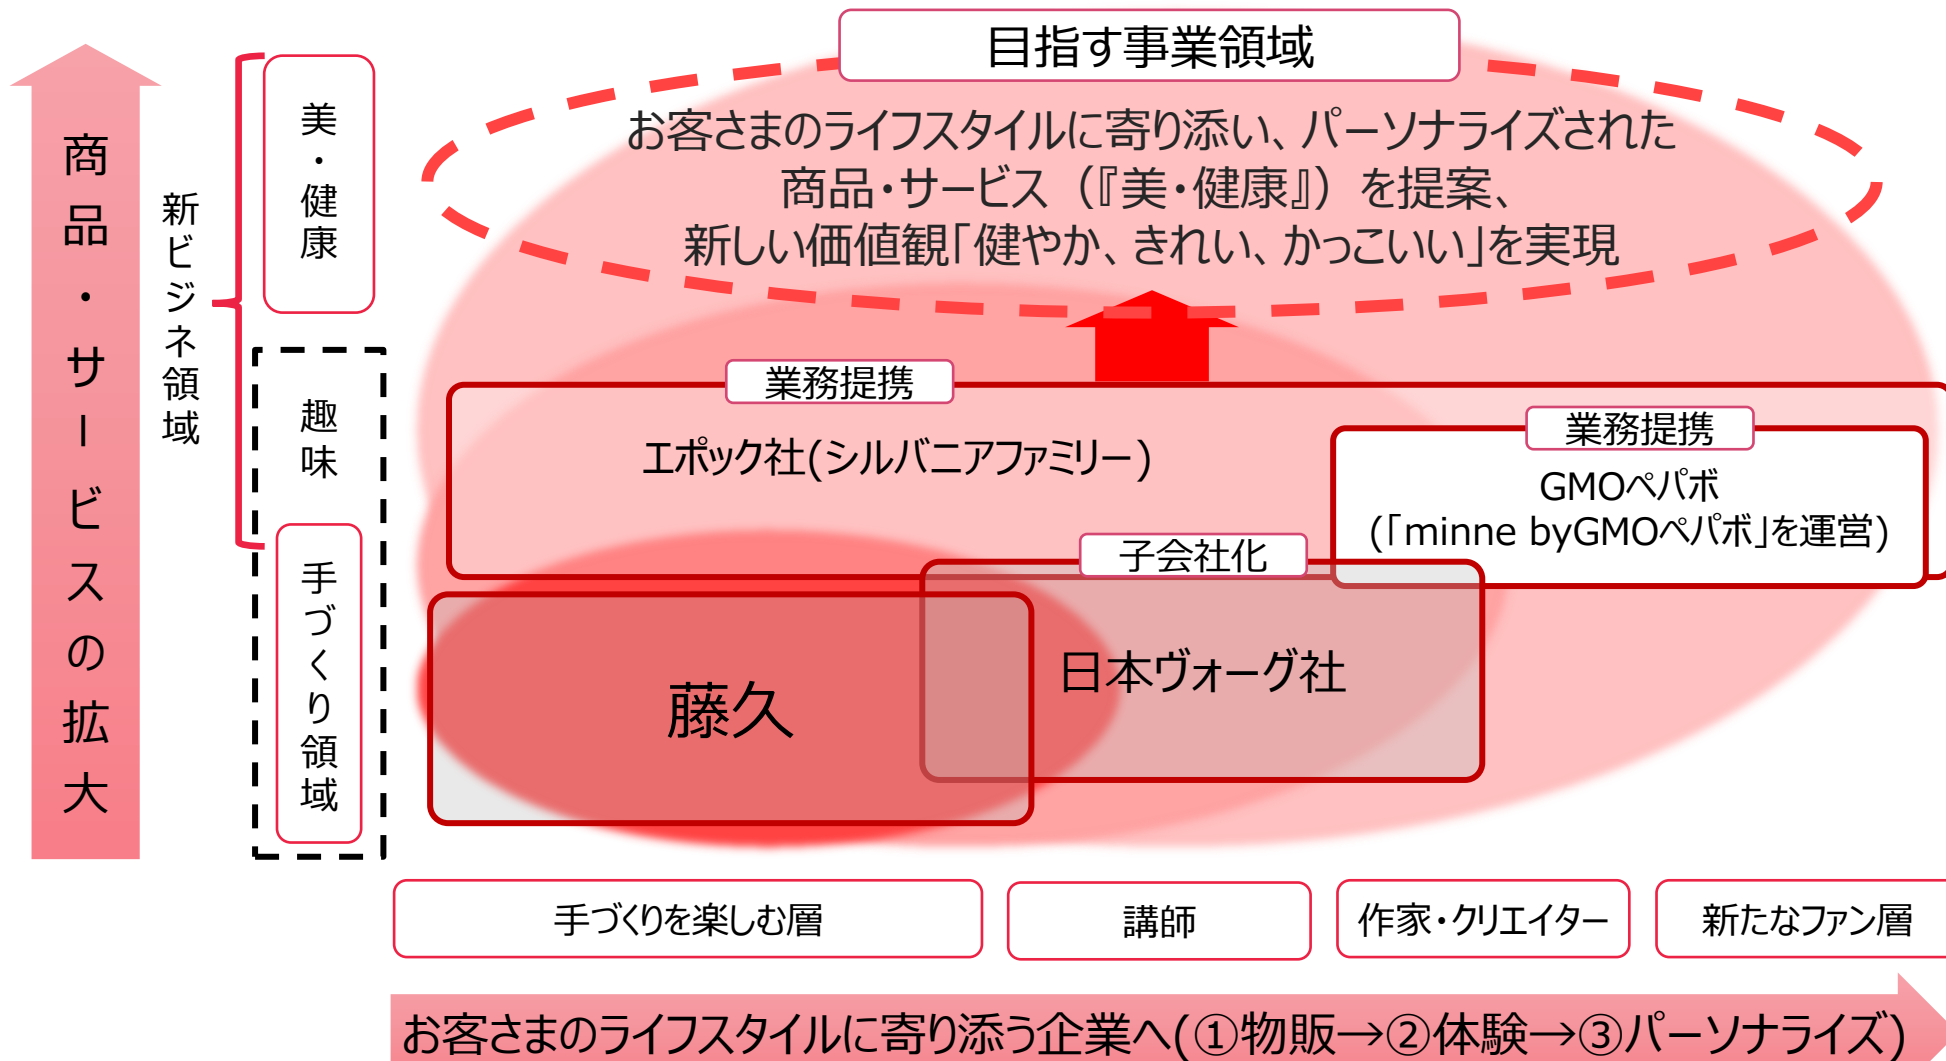 目指す事業領域
お客さまのライフスタイルに寄り添い、パーソナライズされた
商品・サービス（『美・健康』）を提案、
新しい価値観「健やか、きれい、かっこいい」を実現
商品・サービスの拡大
新ビジネ領域
美・健康
趣味
手づくり領域
業務提携
エポック社(シルバニアファミリー)
業務提携
GMOペパボ
(「minne byGMOペパボ」を運営)
子会社化
日本ヴォーグ社
藤久
手づくりを楽しむ層
講師
作家・クリエイター
新たなファン層
お客さまのライフスタイルに寄り添う企業へ(①物販→②体験→③パーソナライズ)